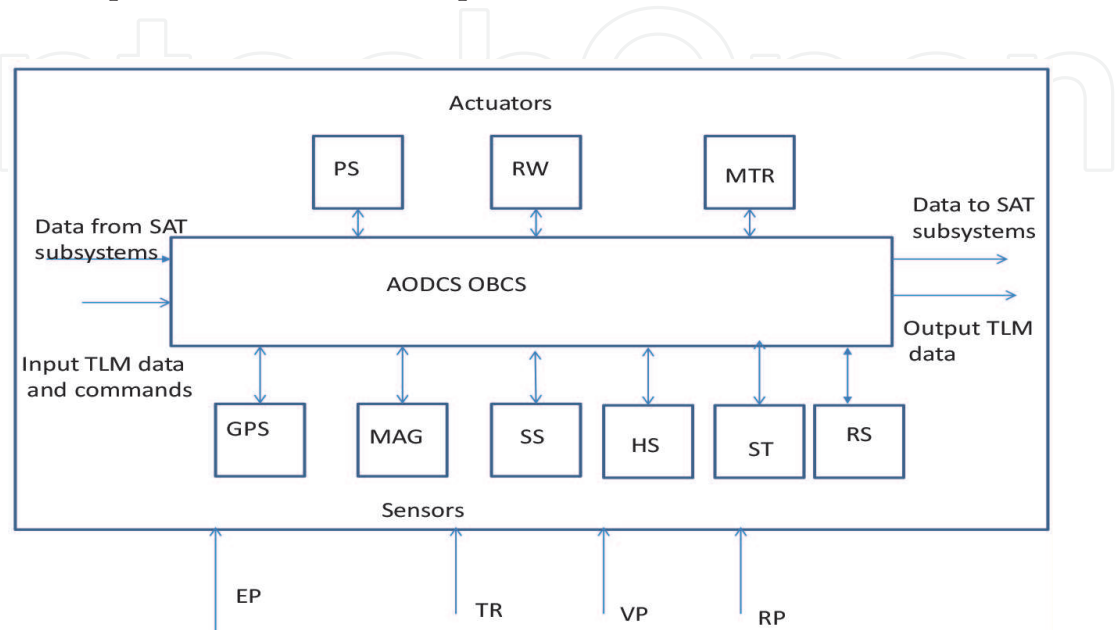 Actuators
PS
RW
MTR
Data from SAT
subsystems
Data to SAT
subsystems
AODCS OBCS
Input TLM data
and commands
Output TLM
data
GPS
MAG
SS
HS
ST
RS
Sensors
EP
TR
VP
RP